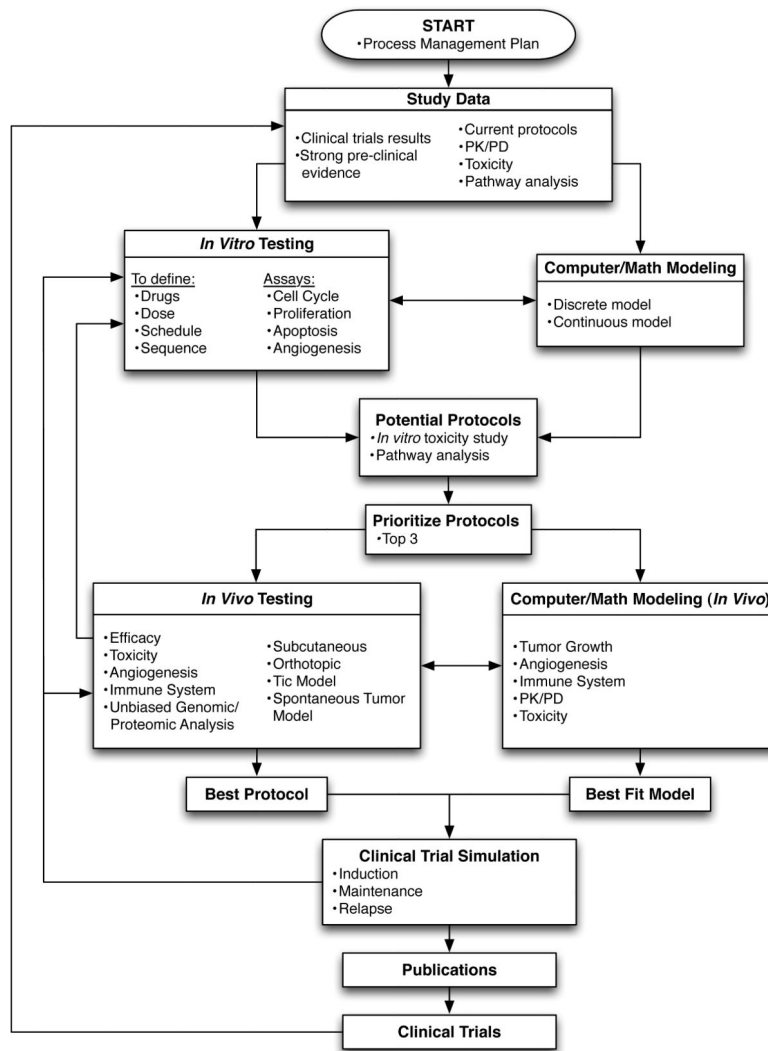 START
•Process Management Plan
Study Data
•Clinical trials results
•Strong pre-clinical
evidence
•Current protocols
•PK/PD
•Toxicity
•Pathway analysis
In Vitro Testing
To define:
•Drugs
•Dose
•Schedule
•Sequence
Assays:
•Cell Cycle
•Proliferation
•Apoptosis
•Angiogenesis
Computer/Math Modeling
•Discrete model
•Continuous model
Potential Protocols
•In vitro toxicity study
•Pathway analysis
Prioritize Protocols
•Top 3
In Vivo Testing
•Efficacy
•Toxicity
•Angiogenesis
•Immune System
•Unbiased Genomic/
Proteomic Analysis
•Subcutaneous
•Orthotopic
•Tic Model
•Spontaneous Tumor
Model
Computer/Math Modeling (In Vivo)
•Tumor Growth
•Angiogenesis
•Immune System
•PK/PD
•Toxicity
Best Protocol
Best Fit Model
Clinical Trial Simulation
•Induction
•Maintenance
•Relapse
Publications
Clinical Trials